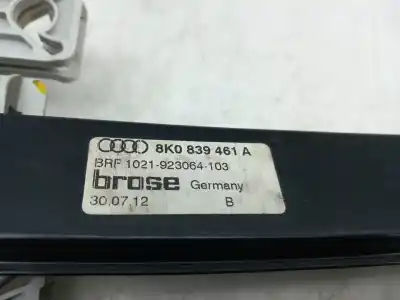 8K0 839 461 A
BRF 1021-923064-103
brose Germany
30.07.12 B